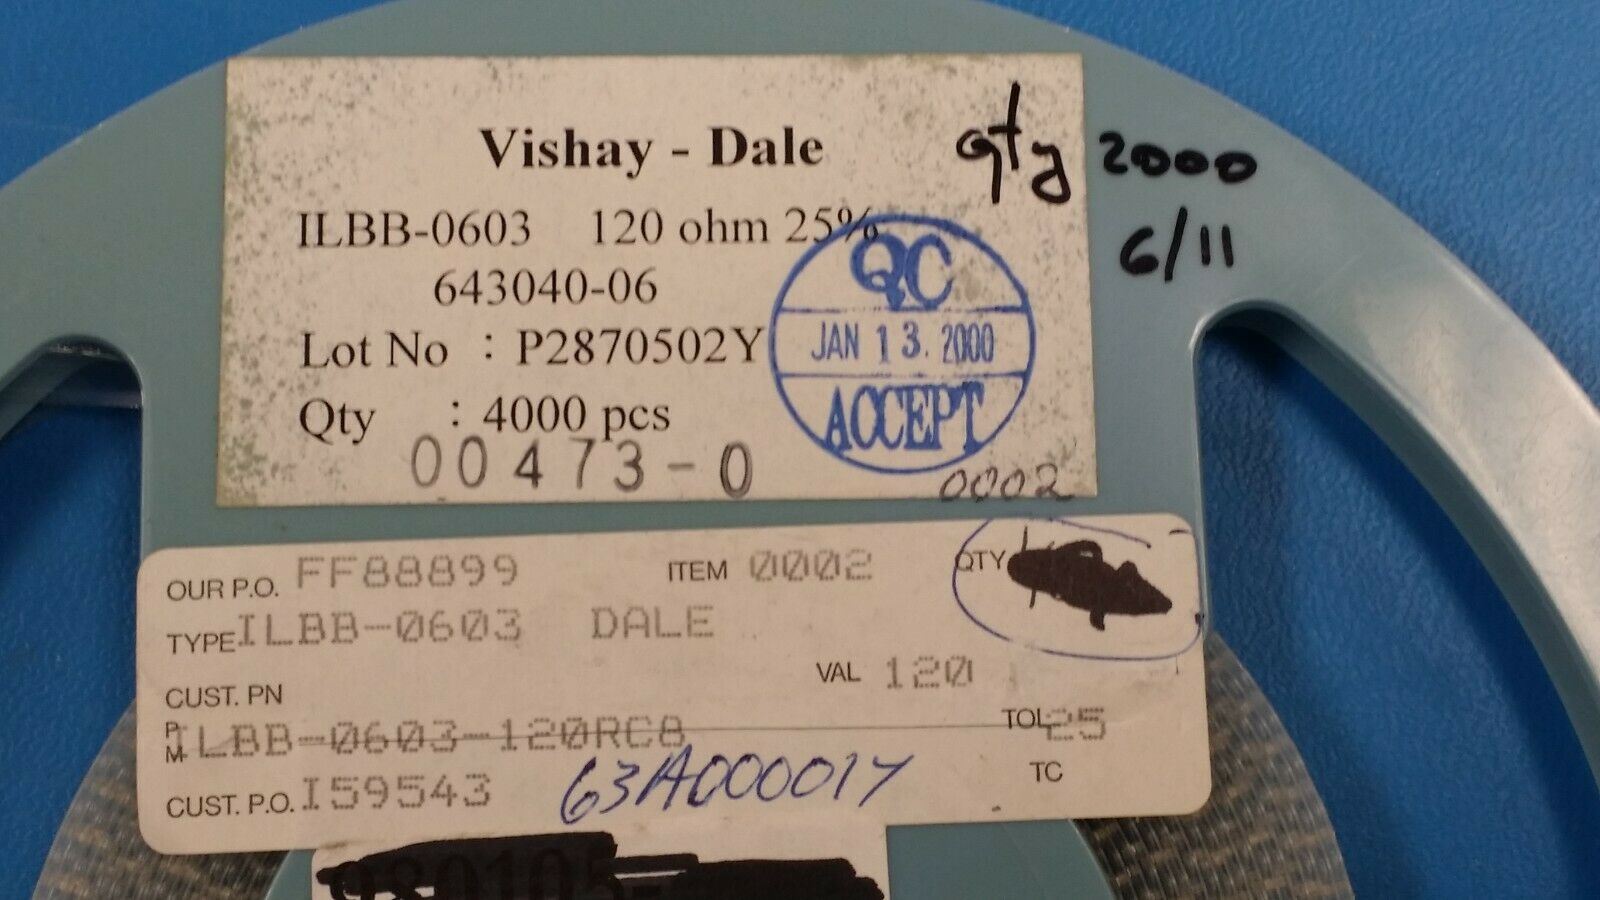 Vishay - Dale
qty 2000
6/11
ILBB-0603 120 ohm 25%
643040-06
Lot No : P2870502Y
Qty : 4000 pcs
00473-0
QC
JAN 13. 2000
ACCEPT
0002
OUR P.O. FF88899 ITEM 0002 QTY
TYPE ILBB-0603 DALE
VAL 120
CUST. PN
PM ILBB-0603-120RC8 TOL 25
TC
CUST. P.O. I59543